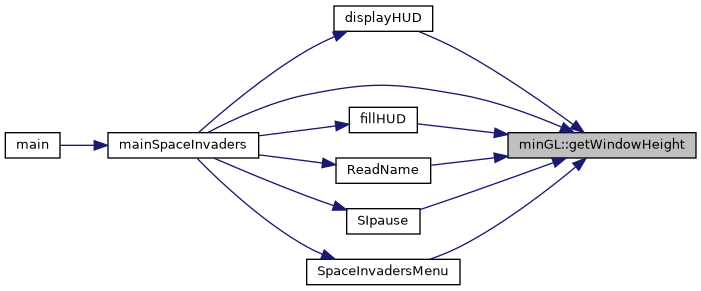 displayHUD
fillHUD
main
mainSpaceInvaders
minGL::getWindowHeight
ReadName
SIpause
SpaceInvadersMenu